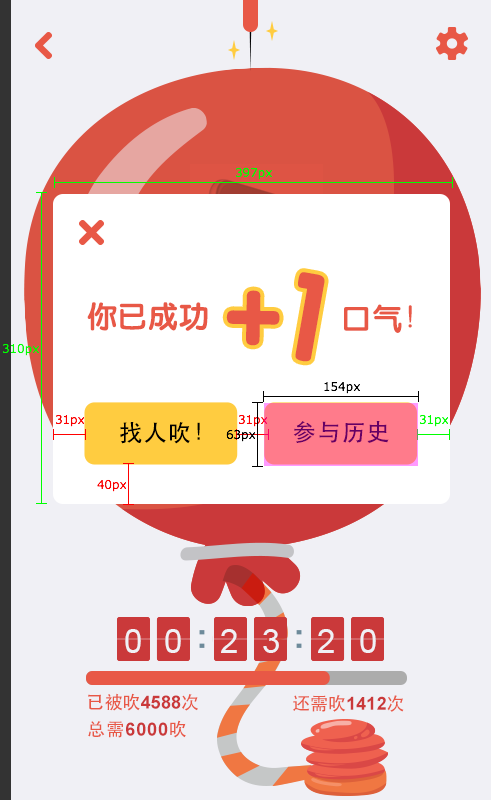 397px
你已成功 +1 口气!
310px
154px
31px
31px
63px
31px
找人吹!
参与历史
40px
00:23:20
已被吹4588次
还需吹1412次
总需6000吹